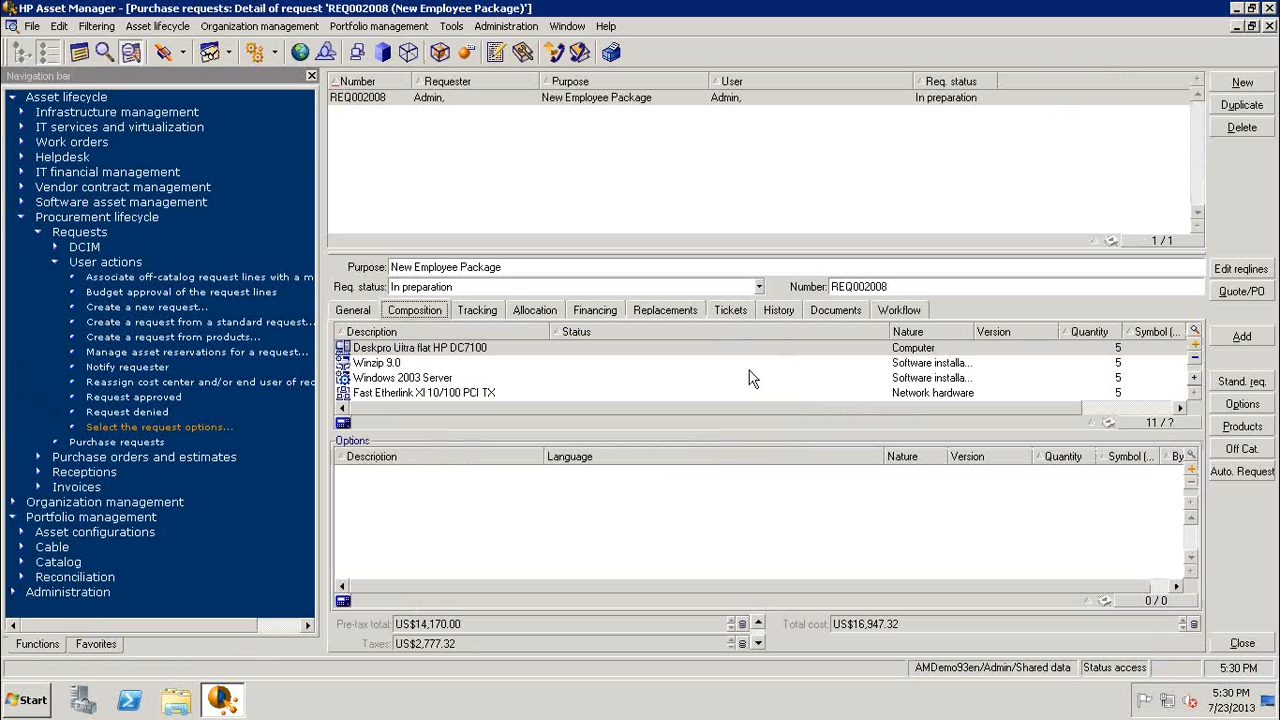 HP Asset Manager - [Purchase requests: Detail of request 'REQ002008 (New Employee Package)']
File Edit Filtering Asset lifecycle Organization management Portfolio management Tools Administration Window Help
Navigation bar
Asset lifecycle
Infrastructure management
IT services and virtualization
Work orders
Helpdesk
IT financial management
Vendor contract management
Software asset management
Procurement lifecycle
Requests
DCIM
User actions
Associate off-catalog request lines with a m
Budget approval of the request lines
Create a new request...
Create a request from a standard request...
Create a request from products...
Manage asset reservations for a request...
Notify requester
Reassign cost center and/or end user of rec
Request approved
Request denied
Select the request options...
Purchase requests
Purchase orders and estimates
Receptions
Invoices
Organization management
Portfolio management
Asset configurations
Cable
Catalog
Reconciliation
Administration
Functions Favorites
Number Requester Purpose User Req. status
REQ002008 Admin, New Employee Package Admin, In preparation
1 / 1
New
Duplicate
Delete
Purpose: New Employee Package
Req. status: In preparation Number: REQ002008
Edit reqlines
Quote/PO
General Composition Tracking Allocation Financing Replacements Tickets History Documents Workflow
Description Status Nature Version Quantity Symbol (...
Deskpro Ultra flat HP DC7100 Computer 5
Winzip 9.0 Software installa... 5
Windows 2003 Server Software installa... 5
Fast Etherlink XI 10/100 PCI TX Network hardware 5
11 / ?
Add
Stand. req.
Options
Products
Off Cat.
Auto. Request
Options
Description Language Nature Version Quantity Symbol (... By
0 / 0
Pre-tax total: US$14,170.00 Total cost: US$16,947.32
Taxes: US$2,777.32
Close
AMDemo93en/Admin/Shared data Status access 5:30 PM
Start
5:30 PM
7/23/2013